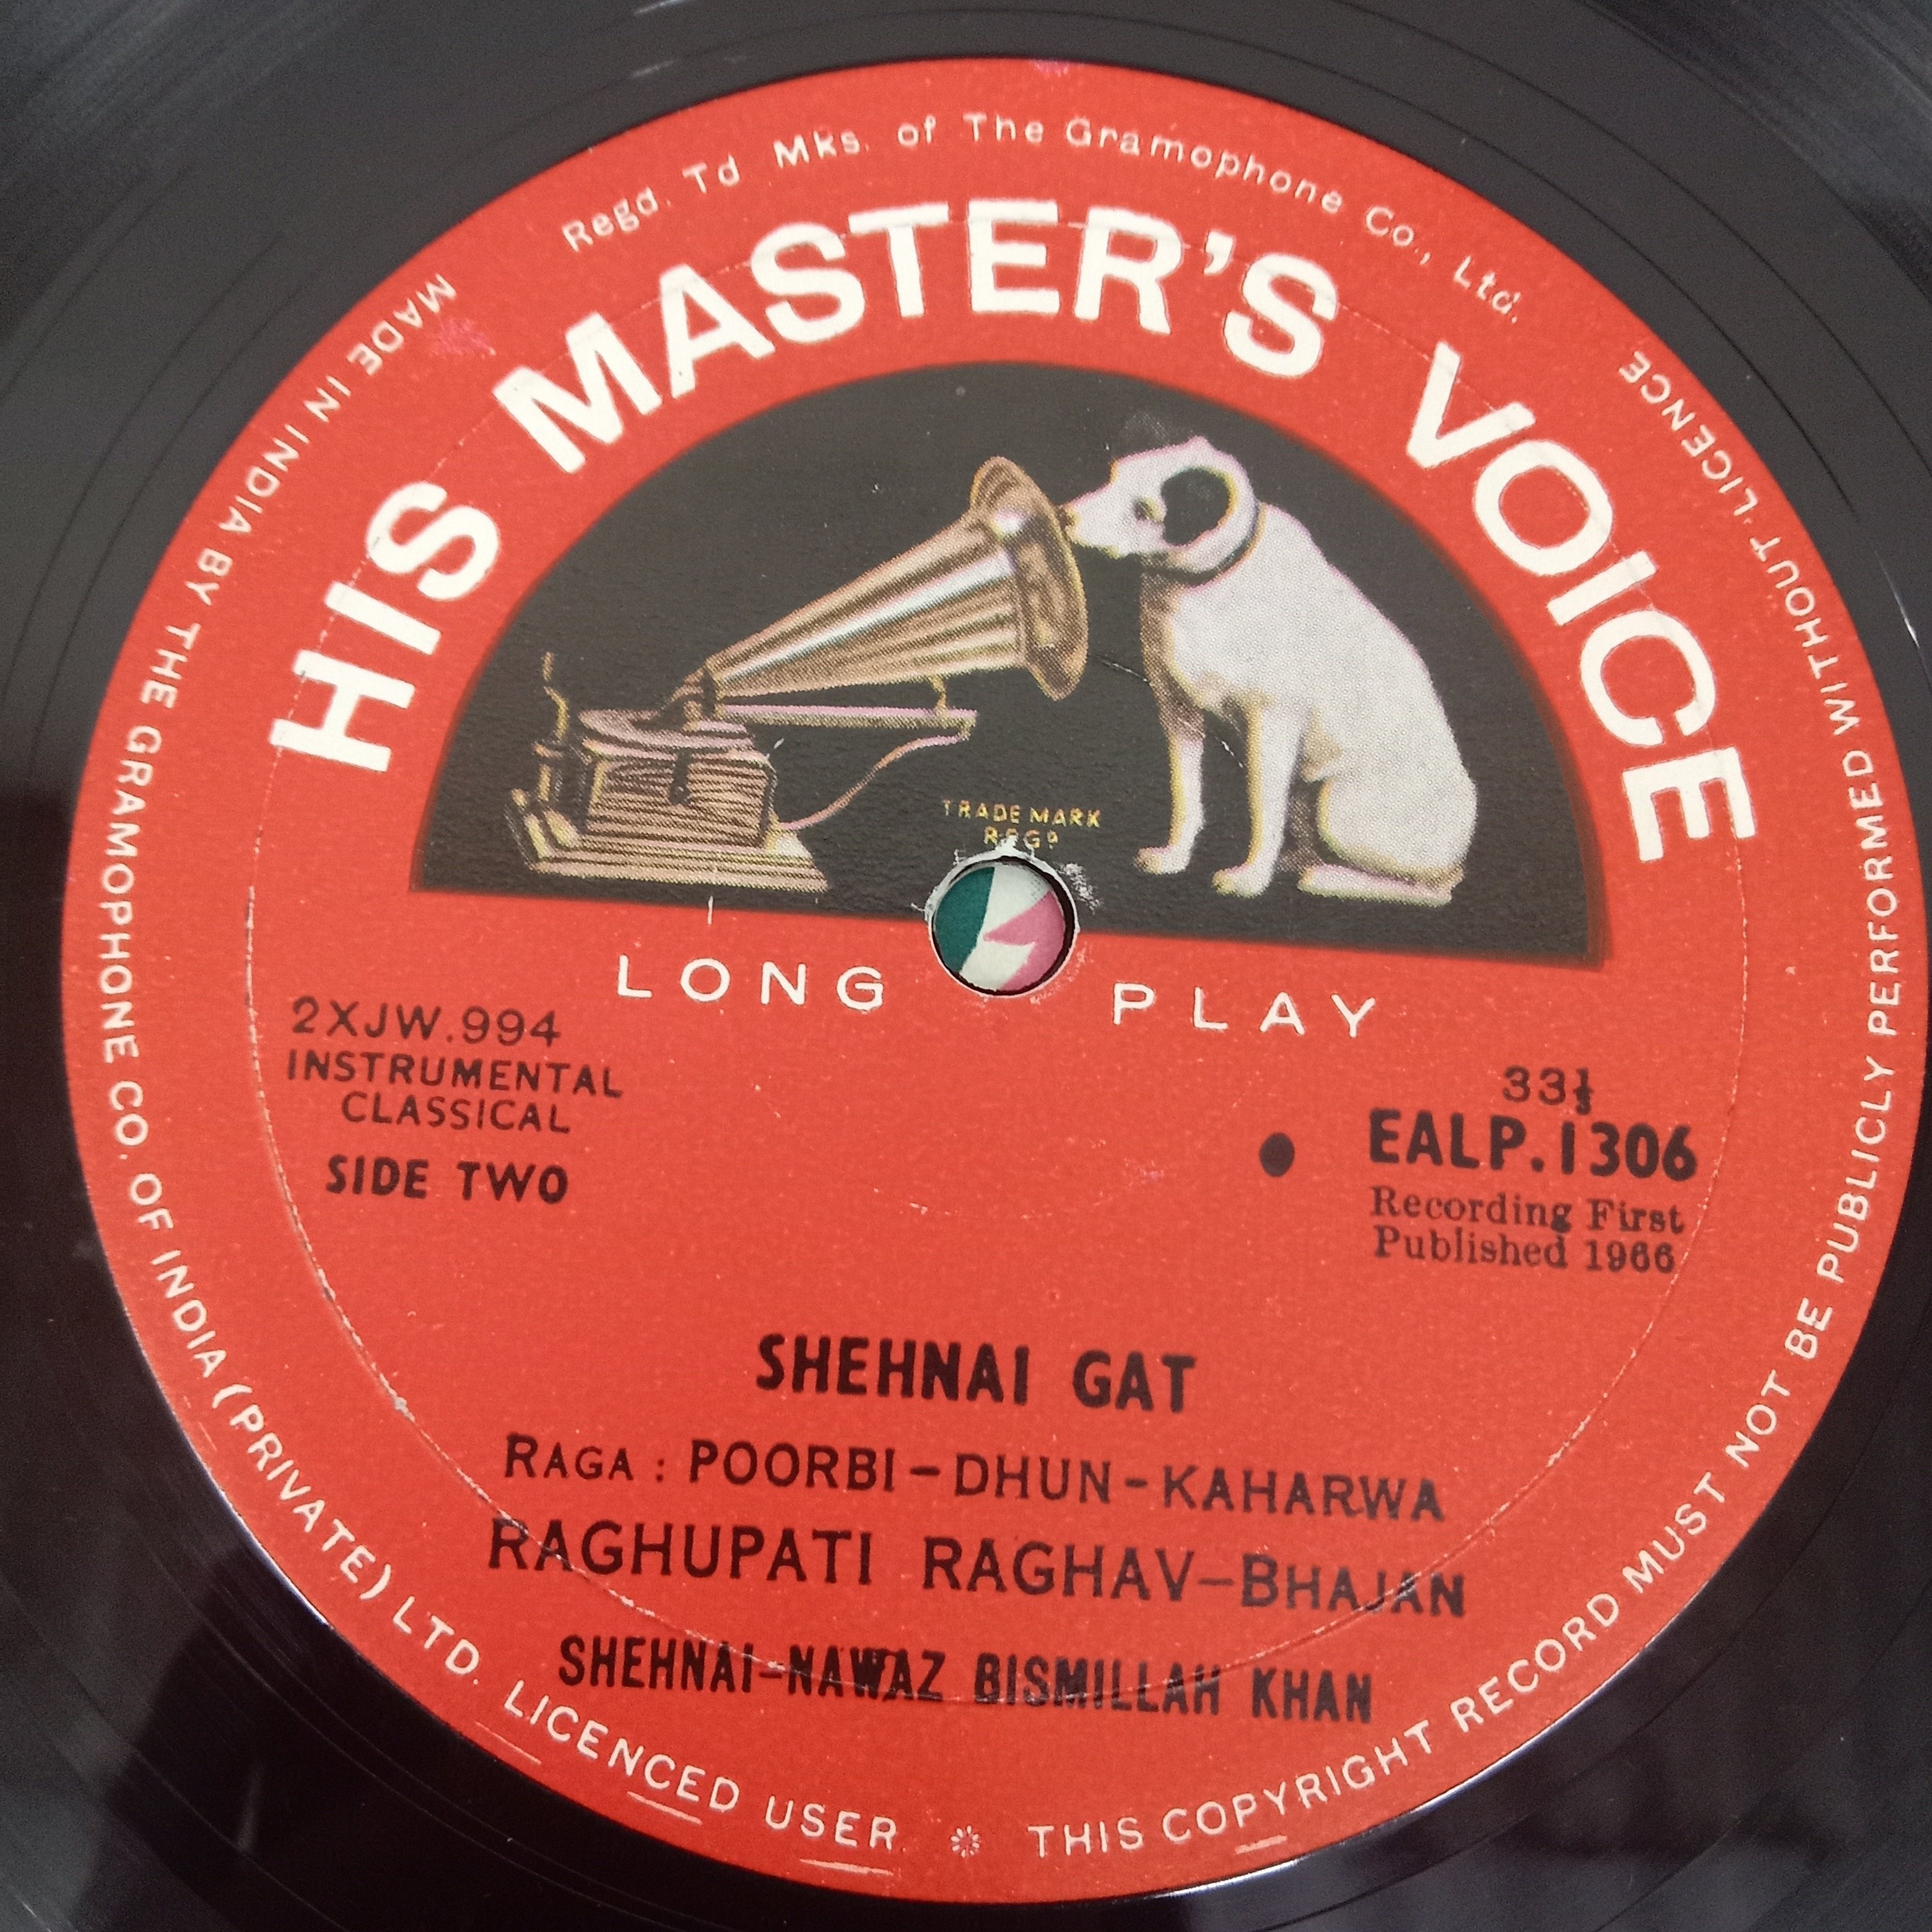 Regd. Td Mks. of The Gramophone Co., Ltd.
HIS MASTER'S VOICE
TRADE MARK
REGD
LONG PLAY
2XJW.994
INSTRUMENTAL
CLASSICAL
SIDE TWO
33⅓
EALP.1306
Recording First
Published 1966
SHEHNAI GAT
RAGA : POORBI-DHUN-KAHARWA
RAGHUPATI RAGHAV-BHAJAN
SHEHNAI-NAWAZ BISMILLAH KHAN
MADE IN INDIA BY THE GRAMOPHONE CO. OF INDIA (PRIVATE) LTD. LICENCED USER * THIS COPYRIGHT RECORD MUST NOT BE PUBLICLY PERFORMED WITHOUT LICENCE